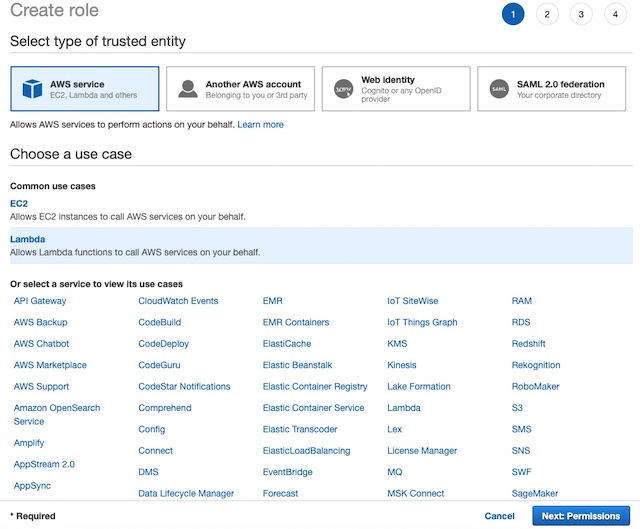 Create role
1 2 3 4
Select type of trusted entity
AWS service
EC2, Lambda and others
Another AWS account
Belonging to you or 3rd party
Web identity
Cognito or any OpenID
provider
SAML 2.0 federation
Your corporate directory
Allows AWS services to perform actions on your behalf. Learn more
Choose a use case
Common use cases
EC2
Allows EC2 instances to call AWS services on your behalf.
Lambda
Allows Lambda functions to call AWS services on your behalf.
Or select a service to view its use cases
API Gateway
AWS Backup
AWS Chatbot
AWS Marketplace
AWS Support
Amazon OpenSearch
Service
Amplify
AppStream 2.0
AppSync
CloudWatch Events
CodeBuild
CodeDeploy
CodeGuru
CodeStar Notifications
Comprehend
Config
Connect
DMS
Data Lifecycle Manager
EMR
EMR Containers
ElastiCache
Elastic Beanstalk
Elastic Container Registry
Elastic Container Service
Elastic Transcoder
ElasticLoadBalancing
EventBridge
Forecast
IoT SiteWise
IoT Things Graph
KMS
Kinesis
Lake Formation
Lambda
Lex
License Manager
MQ
MSK Connect
RAM
RDS
Redshift
Rekognition
RoboMaker
S3
SMS
SNS
SWF
SageMaker
* Required
Cancel
Next: Permissions